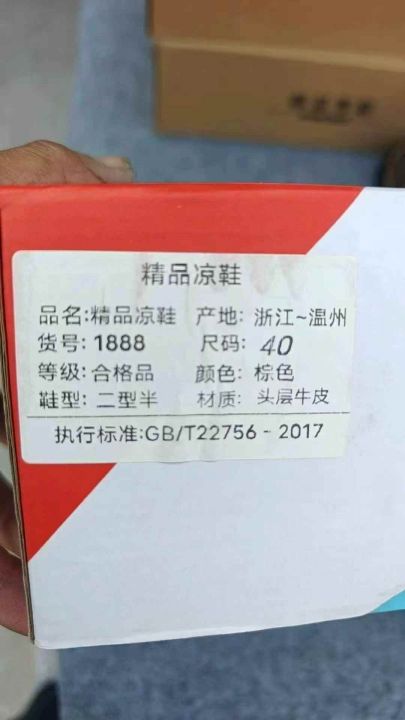 精品凉鞋
品名:精品凉鞋 产地: 浙江~温州
货号: 1888 尺码: 40
等级: 合格品 颜色: 棕色
鞋型: 二型半 材质: 头层牛皮
执行标准:GB/T22756-2017